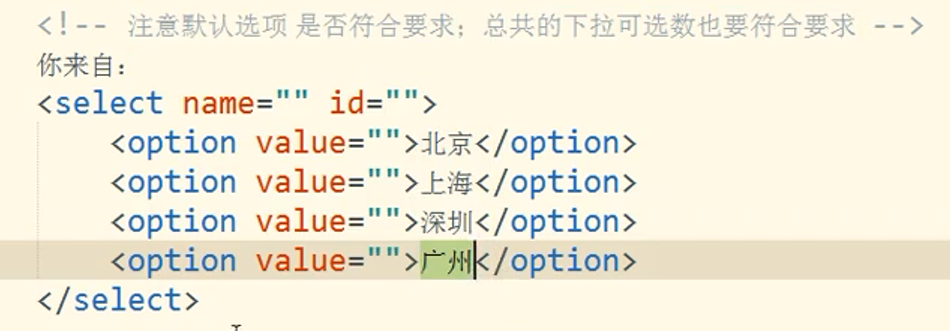 <!-- 注意默认选项 是否符合要求；总共的下拉可选数也要符合要求 -->
你来自：
<select name="" id="">
<option value="">北京</option>
<option value="">上海</option>
<option value="">深圳</option>
<option value="">广州</option>
</select>